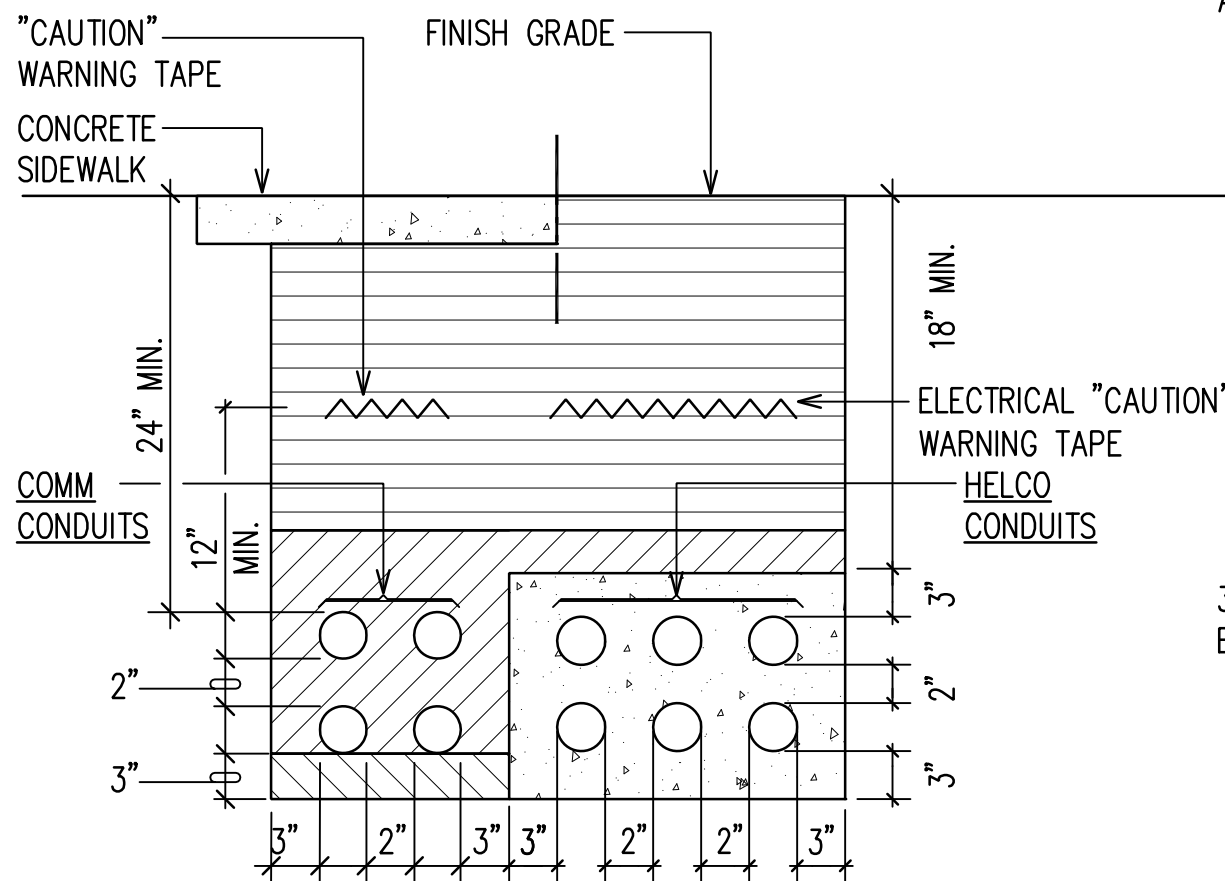 "CAUTION"
WARNING TAPE
FINISH GRADE
CONCRETE
SIDEWALK
24" MIN.
18" MIN.
ELECTRICAL "CAUTION"
WARNING TAPE
COMM
CONDUITS
HELCO
CONDUITS
12"
MIN.
3"
2"
2"
3"
3"
3"
2"
3"
3"
2"
2"
3"